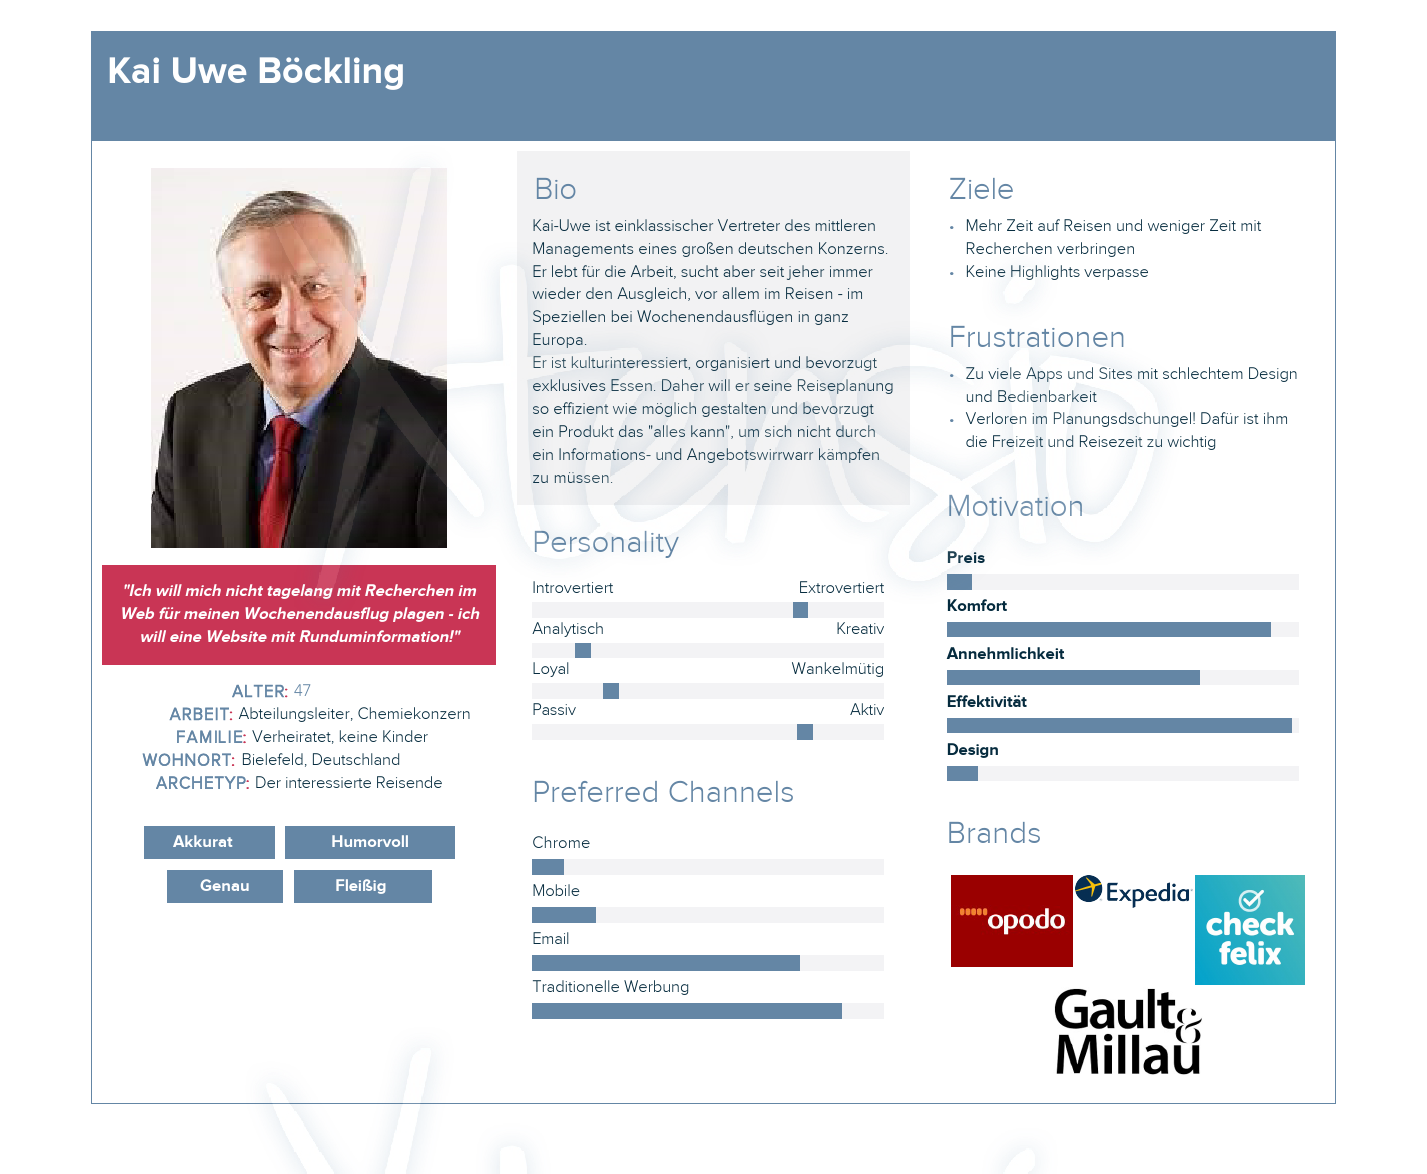 Kai Uwe Böckling
"Ich will mich nicht tagelang mit Recherchen im
Web für meinen Wochenendausflug plagen - ich
will eine Website mit Runduminformation!"
ALTER: 47
ARBEIT: Abteilungsleiter, Chemiekonzern
FAMILIE: Verheiratet, keine Kinder
WOHNORT: Bielefeld, Deutschland
ARCHETYP: Der interessierte Reisende
Akkurat
Humorvoll
Genau
Fleißig
Bio
Kai-Uwe ist einklassischer Vertreter des mittleren
Managements eines großen deutschen Konzerns.
Er lebt für die Arbeit, sucht aber seit jeher immer
wieder den Ausgleich, vor allem im Reisen - im
Speziellen bei Wochenendausflügen in ganz
Europa.
Er ist kulturinteressiert, organisiert und bevorzugt
exklusives Essen. Daher will er seine Reiseplanung
so effizient wie möglich gestalten und bevorzugt
ein Produkt das "alles kann", um sich nicht durch
ein Informations- und Angebotswirrwarr kämpfen
zu müssen.
Personality
Introvertiert Extrovertiert
Analytisch Kreativ
Loyal Wankelmütig
Passiv Aktiv
Preferred Channels
Chrome
Mobile
Email
Traditionelle Werbung
Ziele
• Mehr Zeit auf Reisen und weniger Zeit mit
Recherchen verbringen
• Keine Highlights verpasse
Frustrationen
• Zu viele Apps und Sites mit schlechtem Design
und Bedienbarkeit
• Verloren im Planungsdschungel! Dafür ist ihm
die Freizeit und Reisezeit zu wichtig
Motivation
Preis
Komfort
Annehmlichkeit
Effektivität
Design
Brands
opodo
Expedia
check
felix
Gault&
Millau
Xtensio